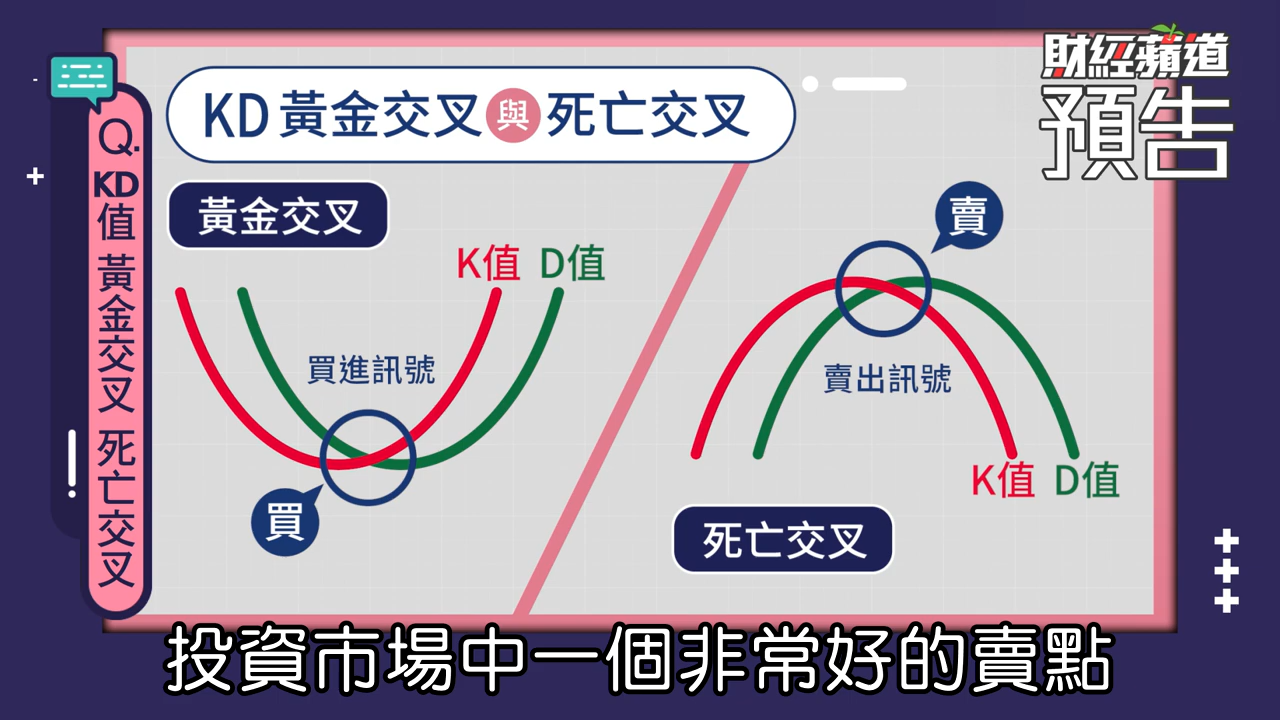 財經蘋道
預告
Q.
KD值 黃金交叉 死亡交叉
KD黃金交叉與死亡交叉
黃金交叉
K值 D值
買進訊號
買
賣
賣出訊號
K值 D值
死亡交叉
投資市場中一個非常好的賣點